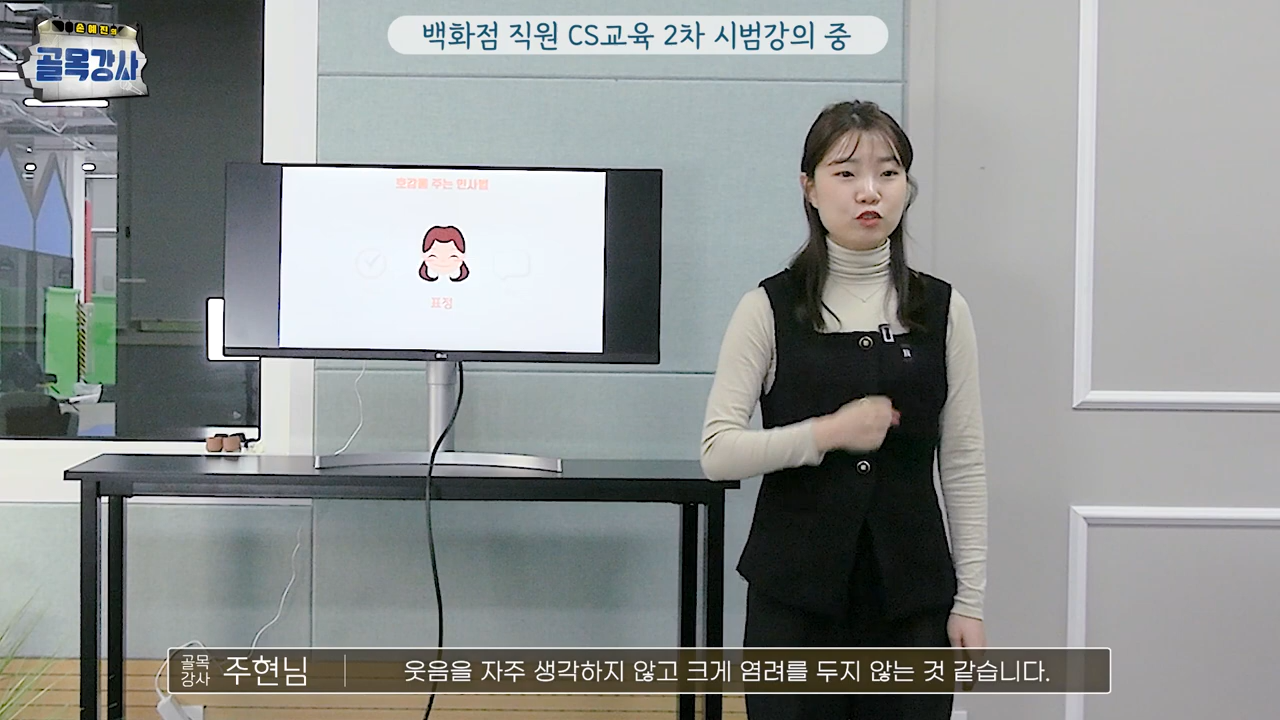 손혜진의
골목강사
백화점 직원 CS교육 2차 시범강의 중
호감을 주는 인사법
표정
LG
골목
강사
주현님
웃음을 자주 생각하지 않고 크게 염려를 두지 않는 것 같습니다.